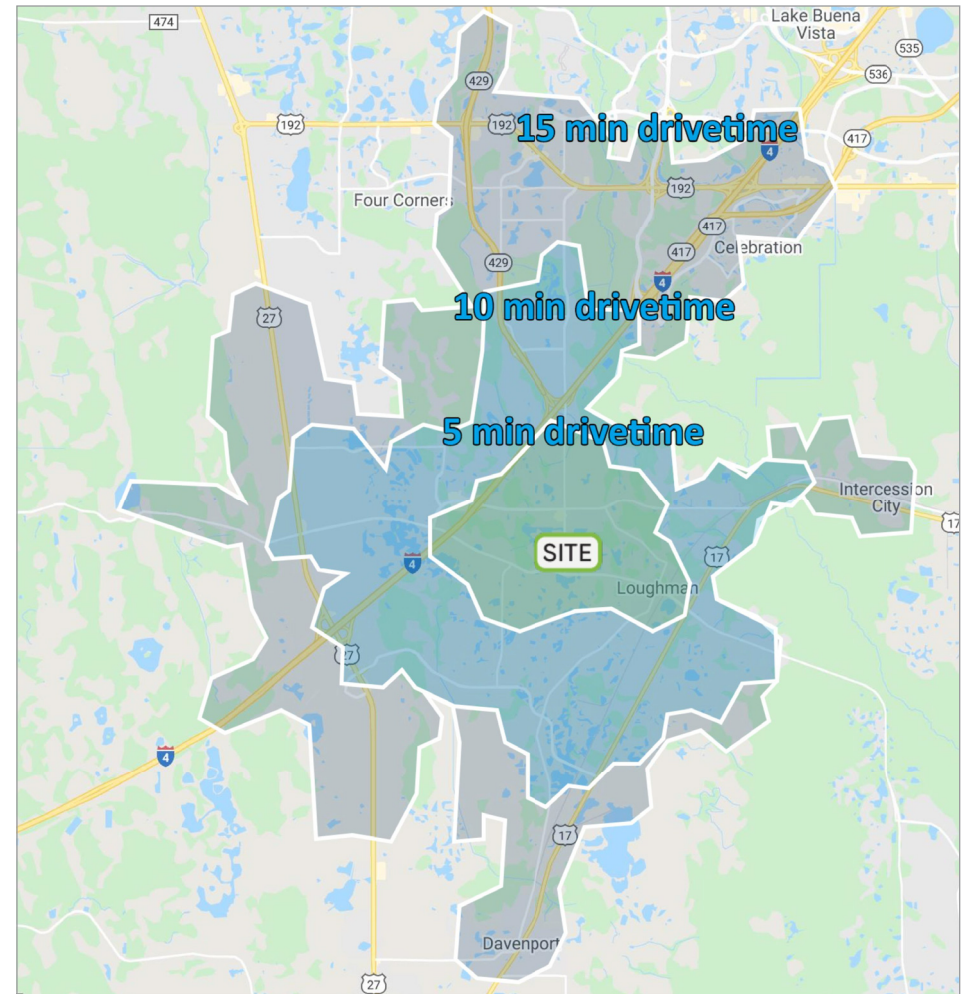 474
Lake Buena
Vista
535
536
429
192
192
15 min drivetime
417
4
192
Four Corners
417
Celebration
417
429
4
10 min drivetime
27
5 min drivetime
Intercession
City
17
SITE
17
4
Loughman
27
4
17
Davenport
27